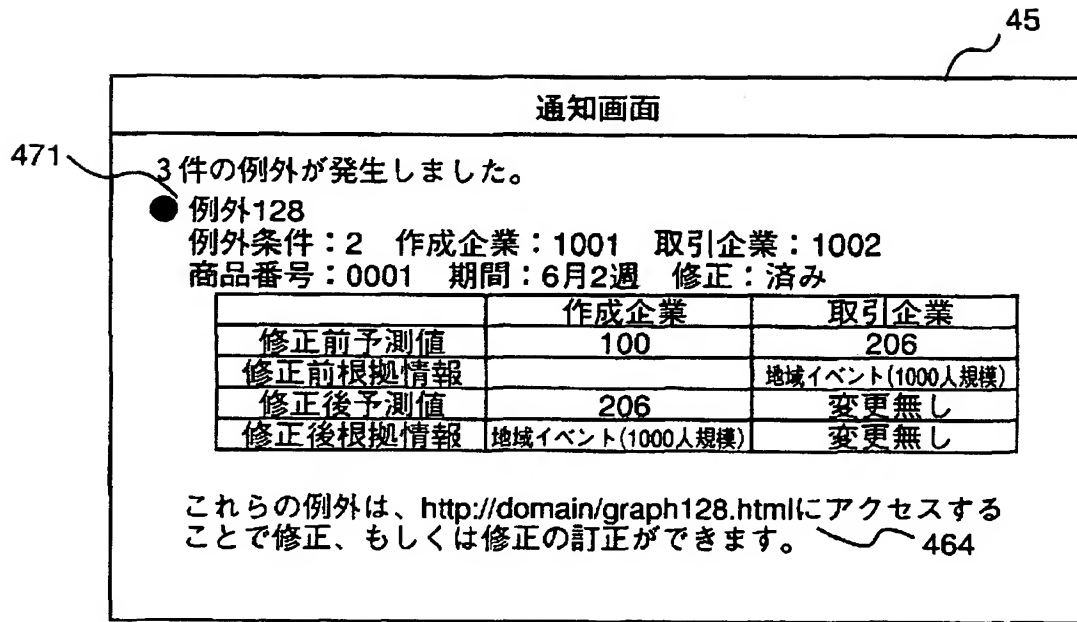 45
通知画面
471
3件の例外が発生しました。
● 例外128
例外条件：2 作成企業：1001 取引企業：1002
商品番号：0001 期間：6月2週 修正：済み
作成企業 取引企業
修正前予測値 100 206
修正前根拠情報 地域イベント(1000人規模)
修正後予測値 206 変更無し
修正後根拠情報 地域イベント(1000人規模) 変更無し
これらの例外は、http://domain/graph128.htmlにアクセスする
ことで修正、もしくは修正の訂正ができます。 464